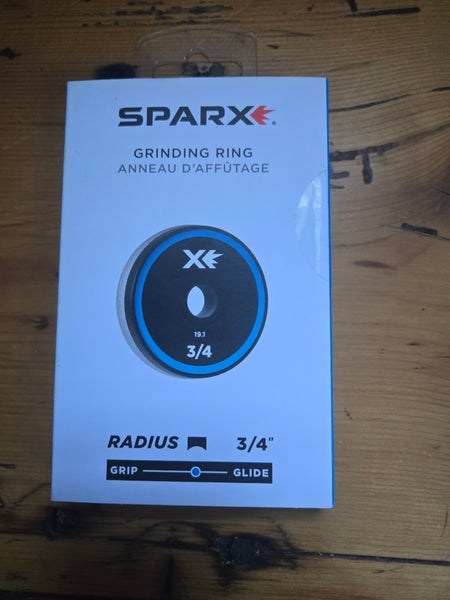 SPARX
GRINDING RING
ANNEAU D'AFFÛTAGE
X
19.1
3/4
RADIUS 3/4"
GRIP GLIDE